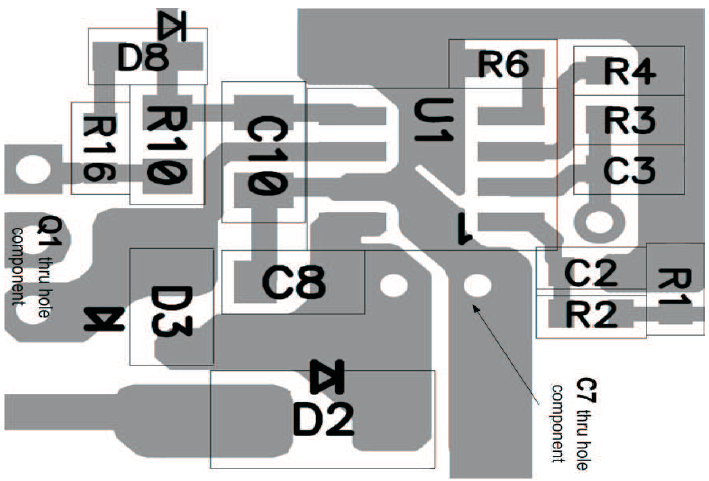 D8
R6
R4
R16
R10
C10
U1
R3
C3
1
Q1 thru hole
component
C8
D3
C2
R1
R2
D2
C7 thru hole
component